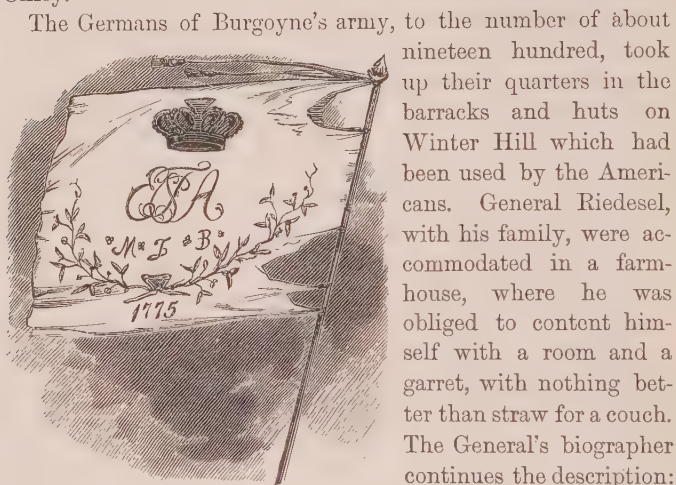 The Germans of Burgoyne's army, to the number of about
nineteen hundred, took
up their quarters in the
barracks and huts on
Winter Hill which had
been used by the Ameri-
cans. General Riedesel,
with his family, were ac-
commodated in a farm-
house, where he was
obliged to content him-
self with a room and a
garret, with nothing bet-
ter than straw for a couch.
The General's biographer
continues the description:
M I B
1775